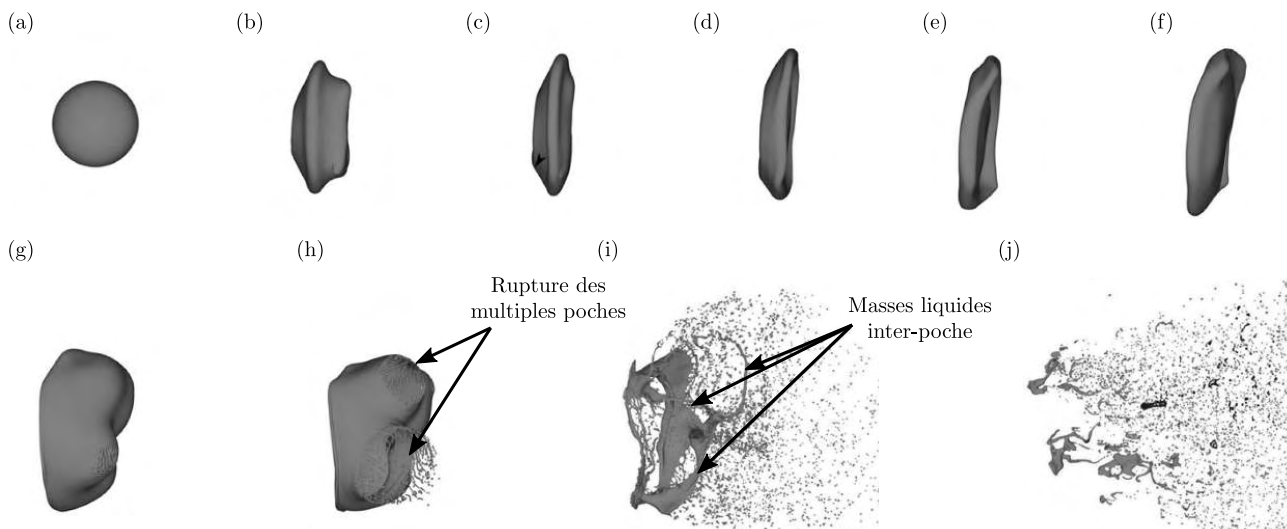 (a)
(b)
(c)
(d)
(e)
(f)
(g)
(h)
(i)
(j)
Rupture des
multiples poches
Masses liquides
inter-poche